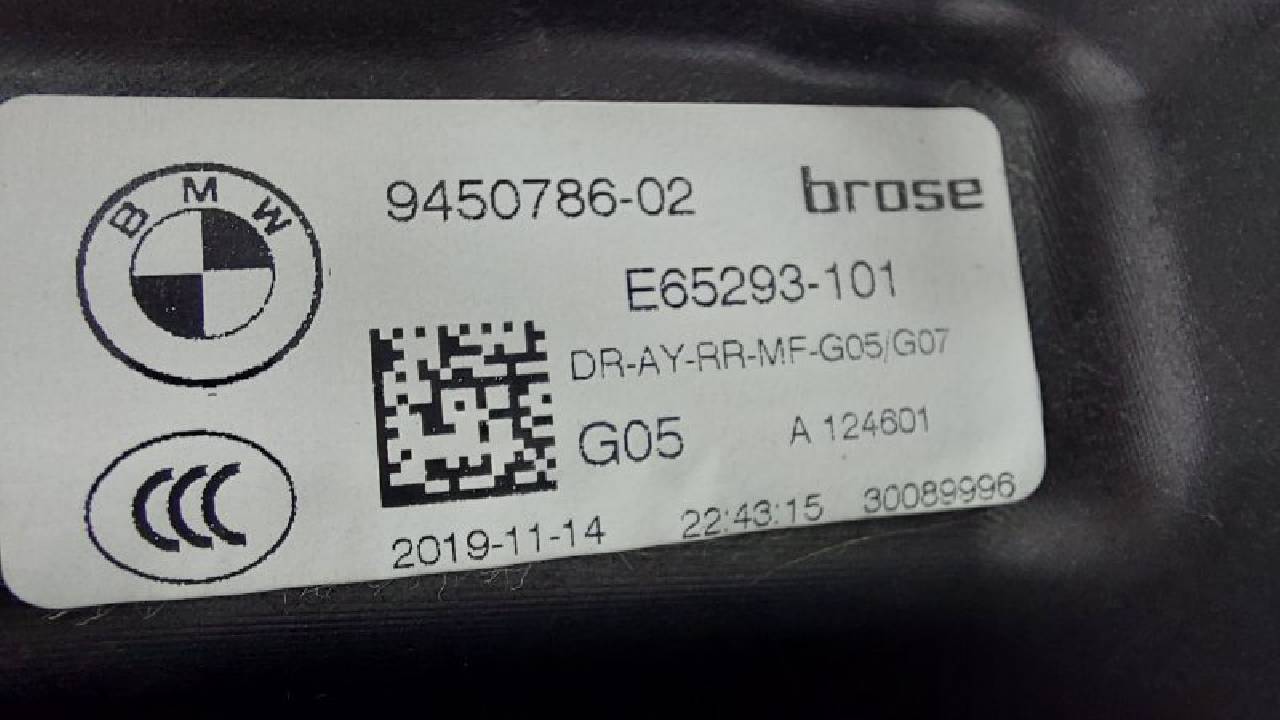 BMW
9450786-02 brose
E65293-101
DR-AY-RR-MF-G05/G07
G05 A 124601
CCC
2019-11-14 22:43:15 30089996